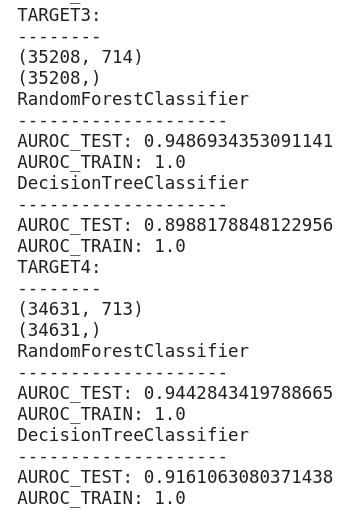 TARGET3:
--------
(35208, 714)
(35208,)
RandomForestClassifier
--------------------
AUROC_TEST: 0.9486934353091141
AUROC_TRAIN: 1.0
DecisionTreeClassifier
--------------------
AUROC_TEST: 0.8988178848122956
AUROC_TRAIN: 1.0
TARGET4:
--------
(34631, 713)
(34631,)
RandomForestClassifier
--------------------
AUROC_TEST: 0.9442843419788665
AUROC_TRAIN: 1.0
DecisionTreeClassifier
--------------------
AUROC_TEST: 0.9161063080371438
AUROC_TRAIN: 1.0